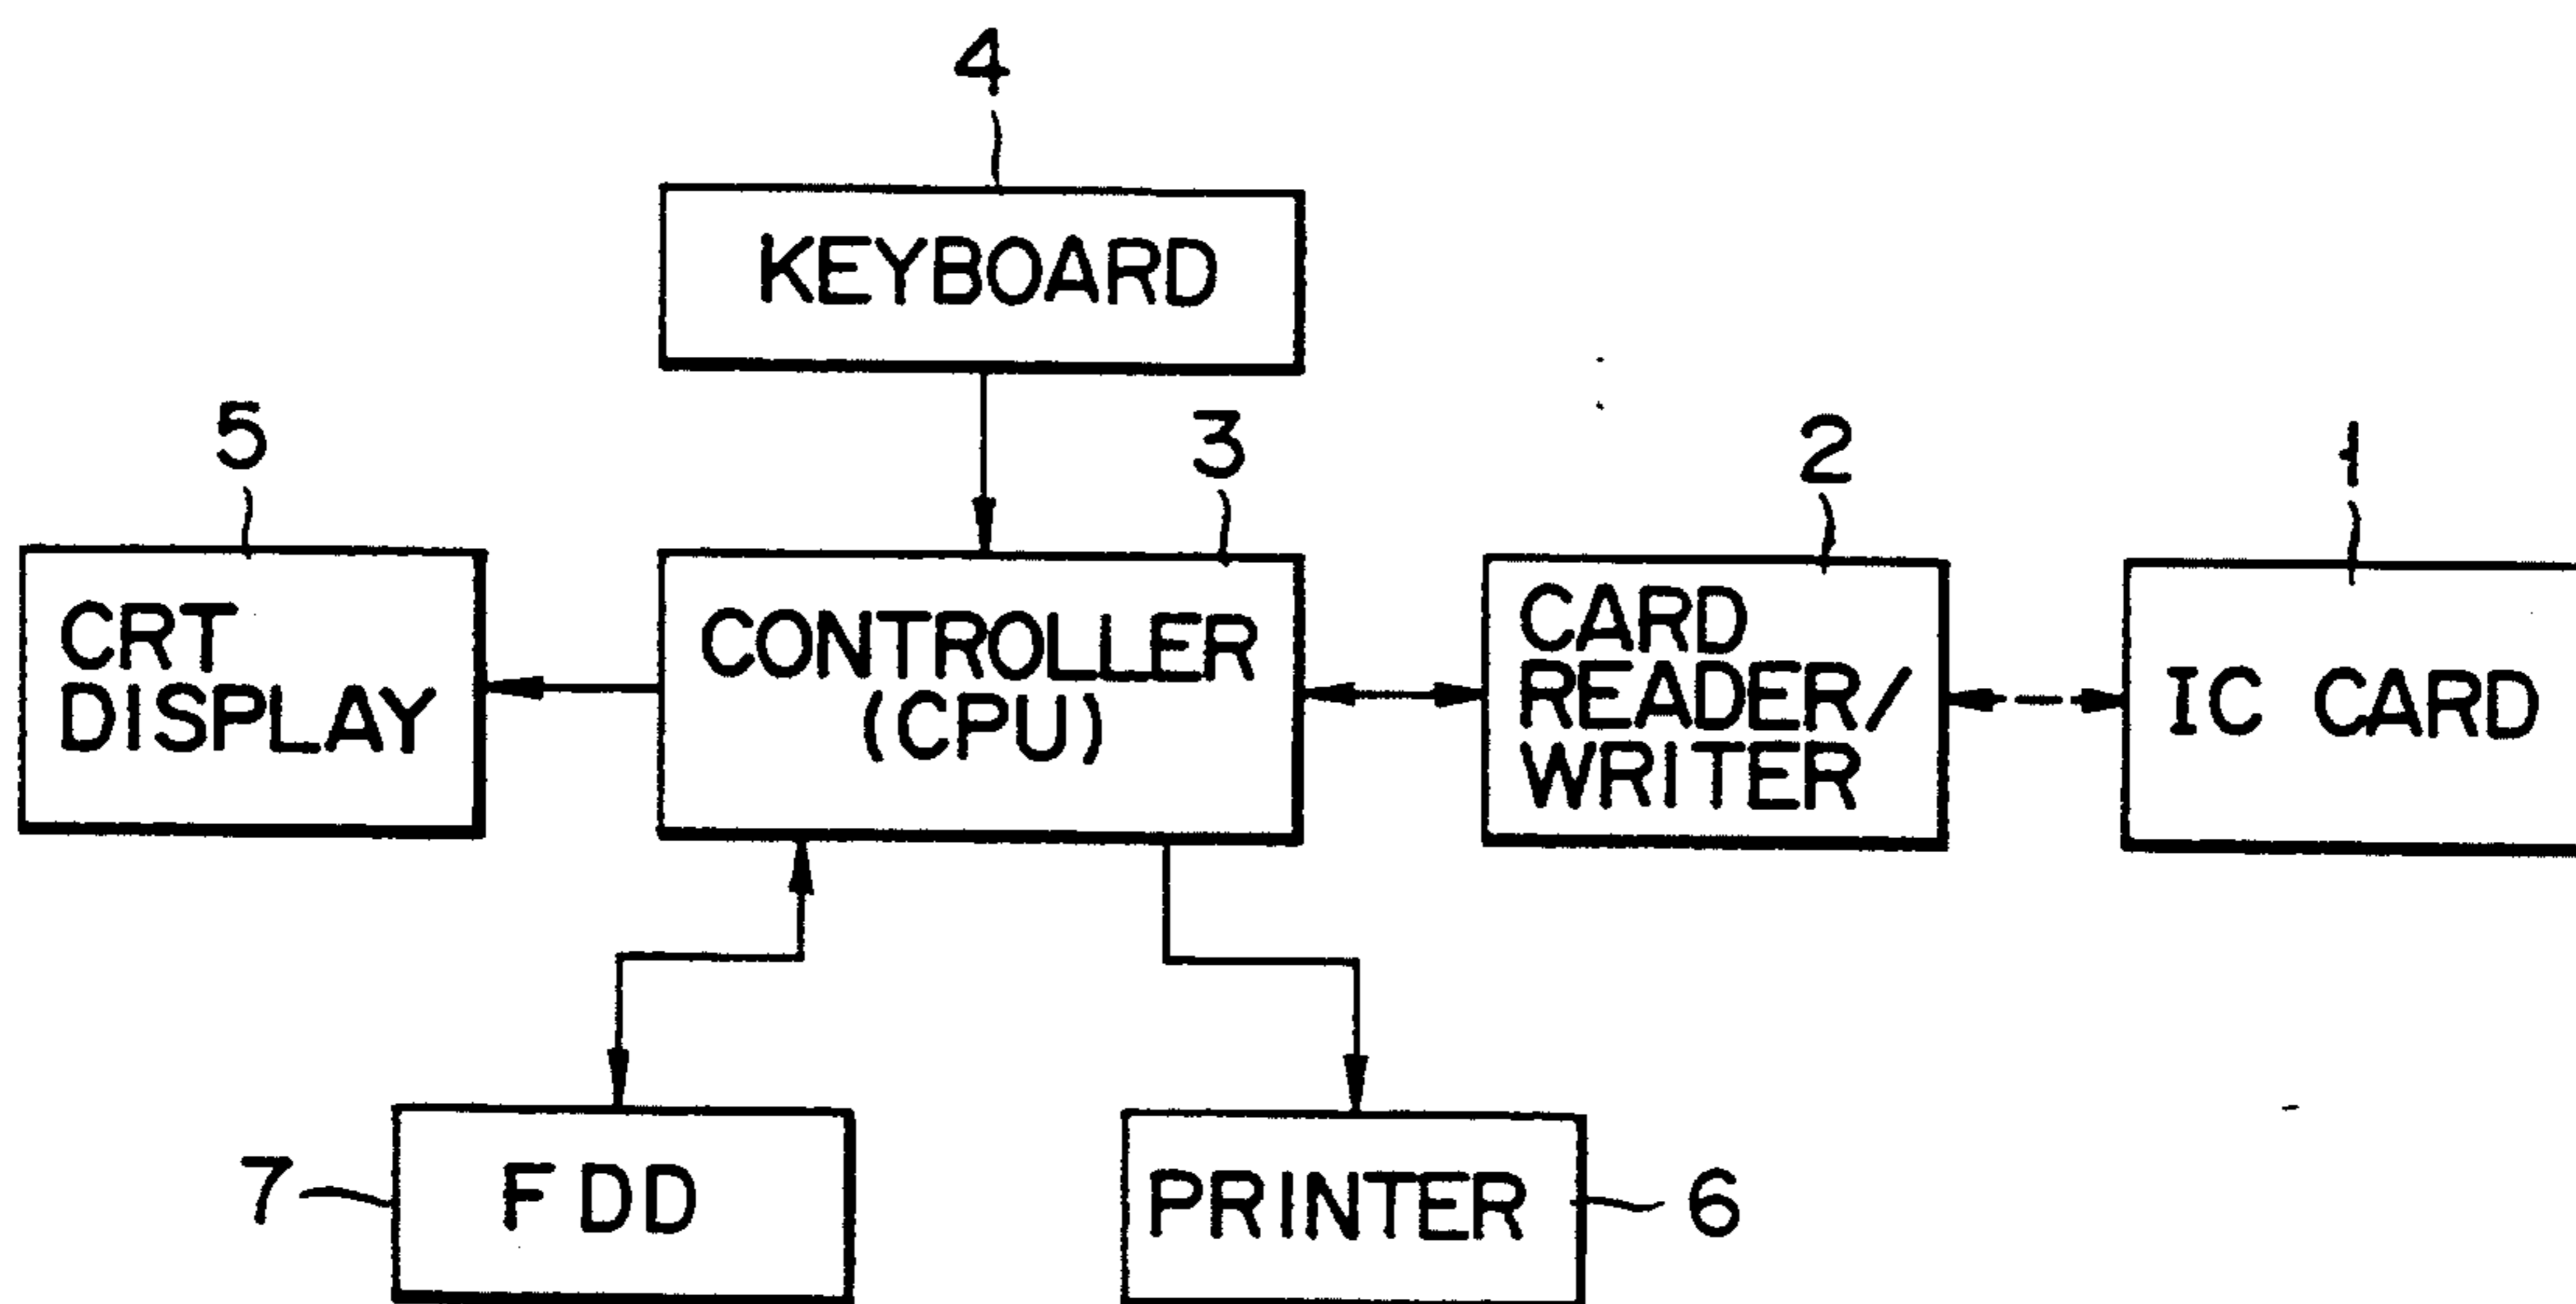 4
KEYBOARD
5
3
2
1
CRT
DISPLAY
CONTROLLER
(CPU)
CARD
READER/
WRITER
IC CARD
7
FDD
PRINTER
6